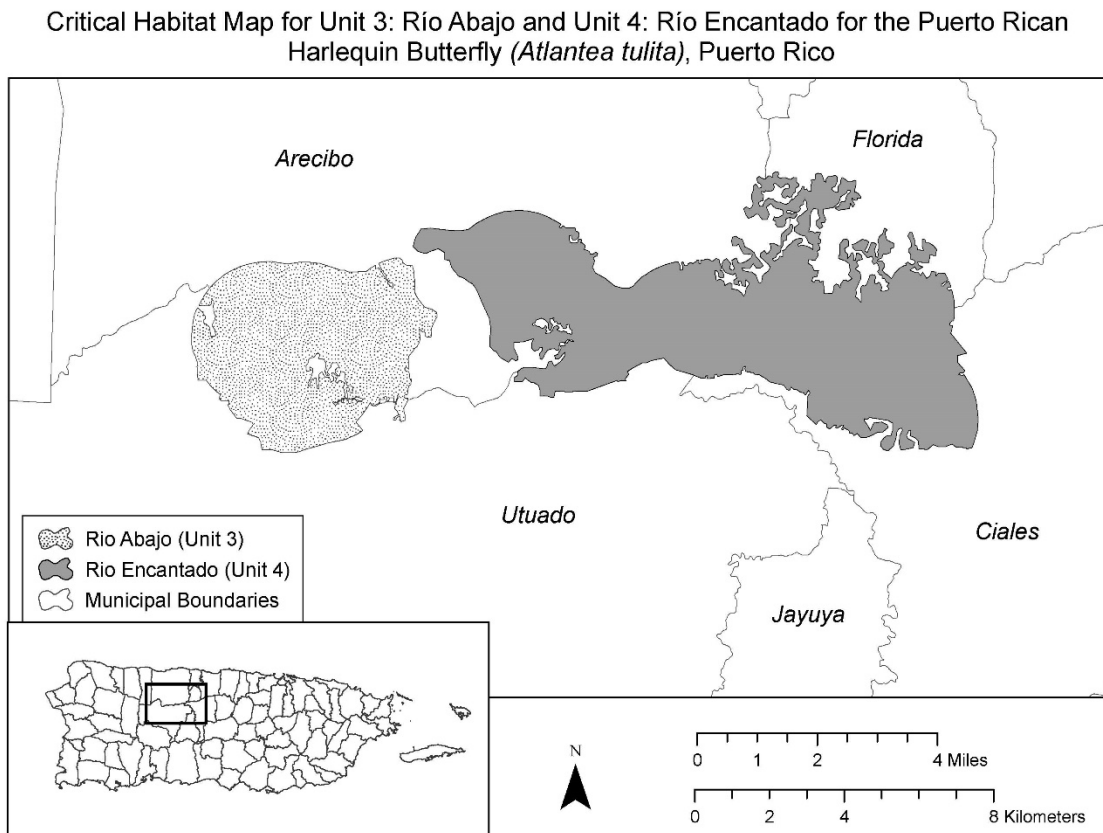 Critical Habitat Map for Unit 3: Río Abajo and Unit 4: Río Encantado for the Puerto Rican
Harlequin Butterfly (Atlantea tulita), Puerto Rico
Florida
Arecibo
Utuado
Ciales
Jayuya
Rio Abajo (Unit 3)
Rio Encantado (Unit 4)
Municipal Boundaries
N
0 1 2 4 Miles
0 2 4 8 Kilometers